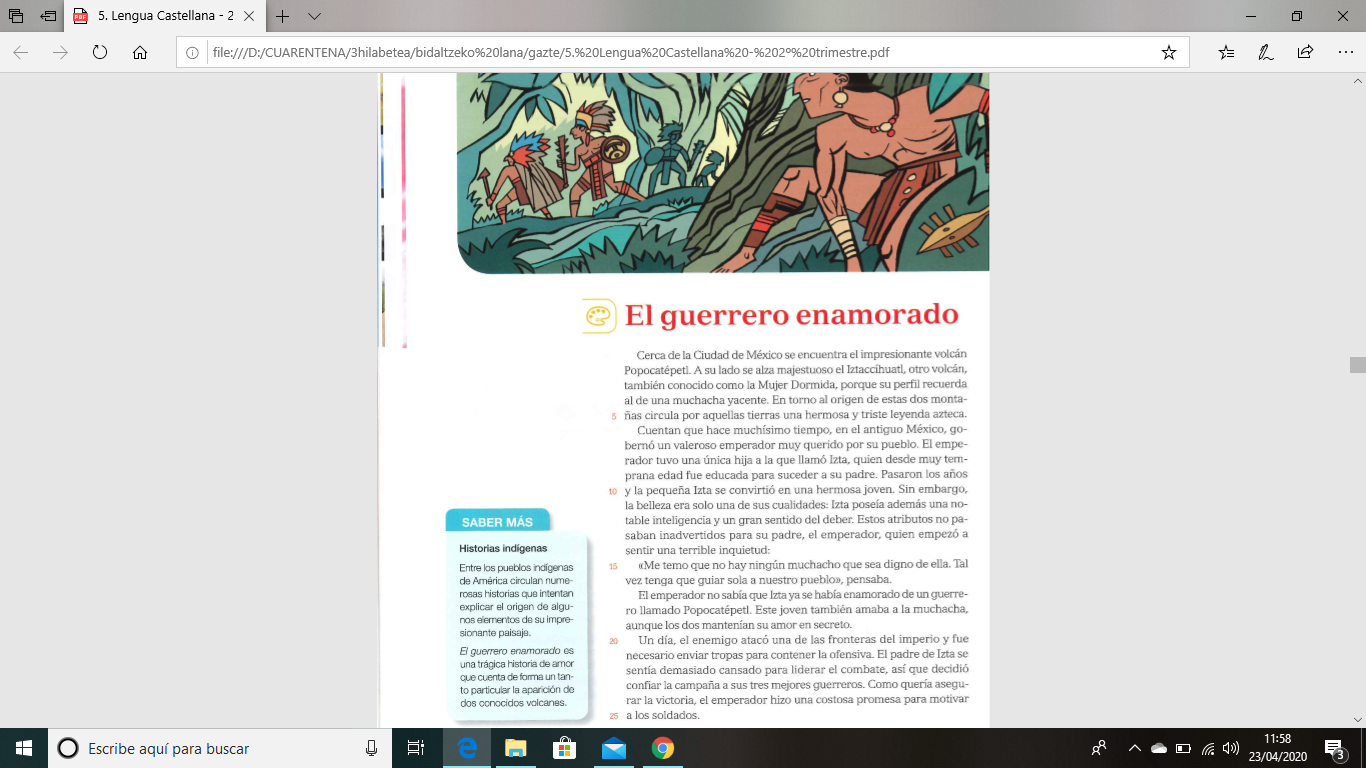 5. Lengua Castellana - 2
file:///D:/CUARENTENA/3hilabetea/bidaltzeko%20lana/gazte/5.%20Lengua%20Castellana%20-%202º%20trimestre.pdf
El guerrero enamorado
Cerca de la Ciudad de México se encuentra el impresionante volcán
Popocatépetl. A su lado se alza majestuoso el Iztaccíhuatl, otro volcán,
también conocido como la Mujer Dormida, porque su perfil recuerda
al de una muchacha yacente. En torno al origen de estas dos monta-
5 ñas circula por aquellas tierras una hermosa y triste leyenda azteca.
Cuentan que hace muchísimo tiempo, en el antiguo México, go-
bernó un valeroso emperador muy querido por su pueblo. El empe-
rador tuvo una única hija a la que llamó Izta, quien desde muy tem-
prana edad fue educada para suceder a su padre. Pasaron los años
10 y la pequeña Izta se convirtió en una hermosa joven. Sin embargo,
la belleza era solo una de sus cualidades: Izta poseía además una no-
table inteligencia y un gran sentido del deber. Estos atributos no pa-
saban inadvertidos para su padre, el emperador, quien empezó a
sentir una terrible inquietud:
15 «Me temo que no hay ningún muchacho que sea digno de ella. Tal
vez tenga que guiar sola a nuestro pueblo», pensaba.
El emperador no sabía que Izta ya se había enamorado de un guerre-
ro llamado Popocatépetl. Este joven también amaba a la muchacha,
aunque los dos mantenían su amor en secreto.
20 Un día, el enemigo atacó una de las fronteras del imperio y fue
necesario enviar tropas para contener la ofensiva. El padre de Izta se
sentía demasiado cansado para liderar el combate, así que decidió
confiar la campaña a sus tres mejores guerreros. Como quería asegu-
rar la victoria, el emperador hizo una costosa promesa para motivar
25 a los soldados.
SABER MÁS
Historias indígenas
Entre los pueblos indígenas
de América circulan nume-
rosas historias que intentan
explicar el origen de algu-
nos elementos de su impre-
sionante paisaje.
El guerrero enamorado es
una trágica historia de amor
que cuenta de forma un tan-
to particular la aparición de
dos conocidos volcanes.
Escribe aquí para buscar
11:58
23/04/2020
3